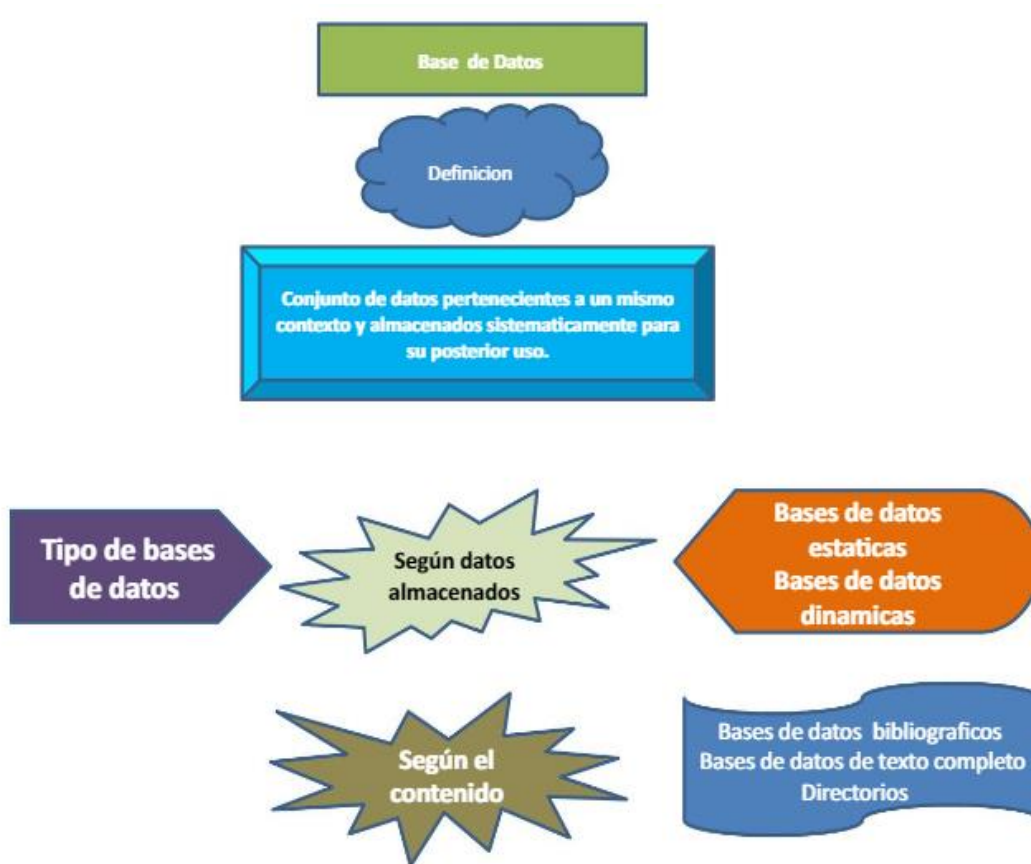 Base de Datos
Definicion
Conjunto de datos pertenecientes a un mismo
contexto y almacenados sistematicamente para
su posterior uso.
Tipo de bases
de datos
Según datos
almacenados
Bases de datos
estaticas
Bases de datos
dinamicas
Según el
contenido
Bases de datos bibliograficos
Bases de datos de texto completo
Directorios